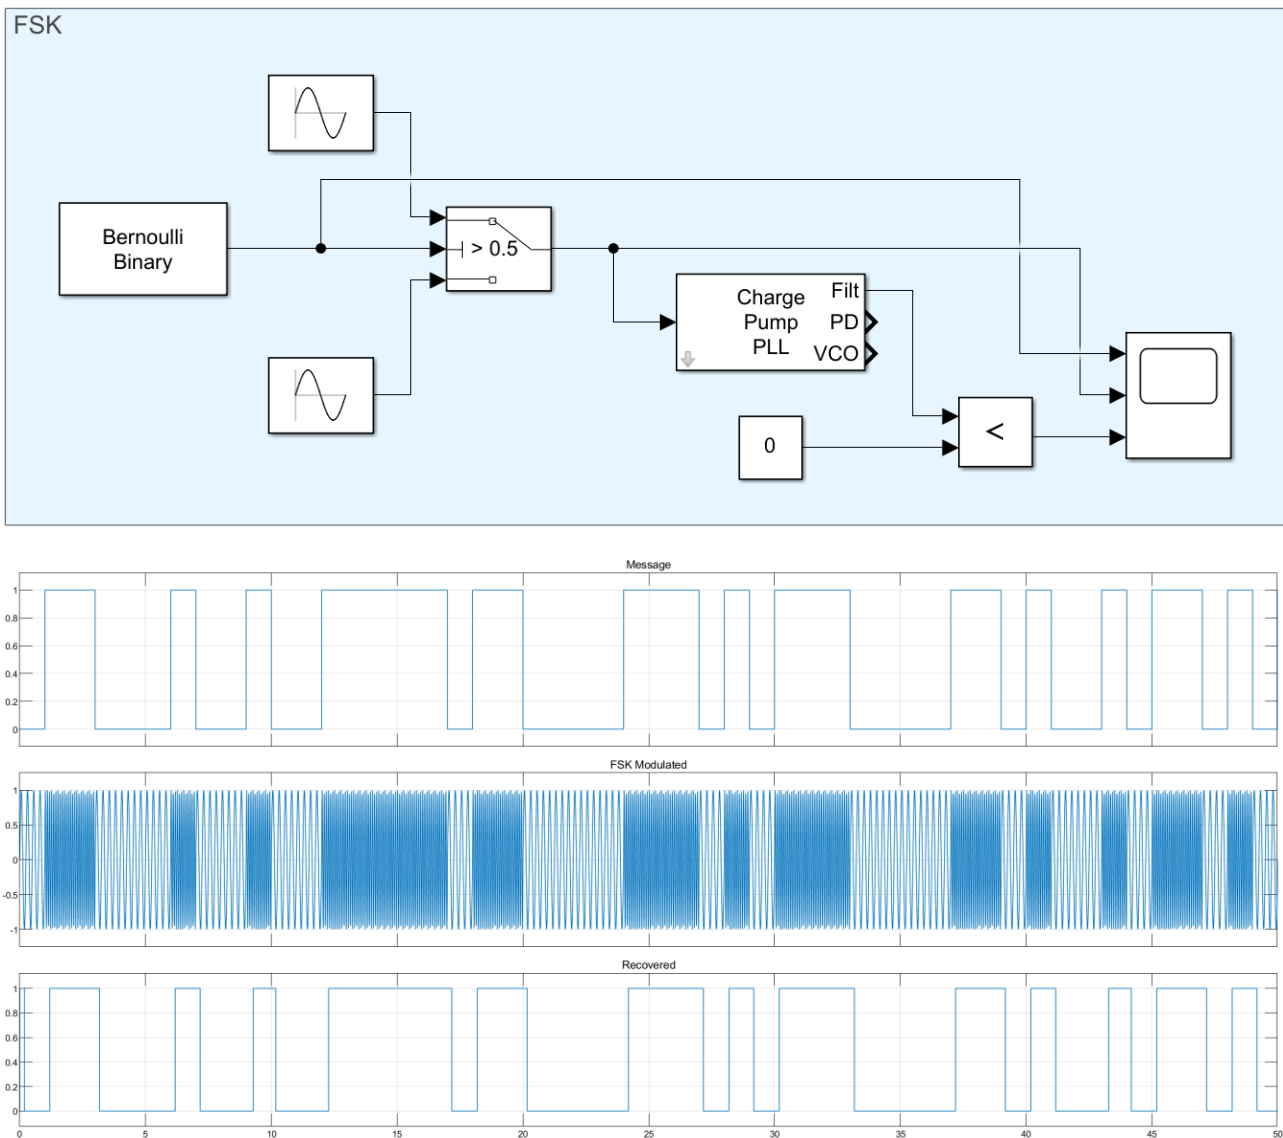 FSK
Bernoulli
Binary
> 0.5
Charge
Pump
PLL
Filt
PD
VCO
0
<
Message
1
0.8
0.6
0.4
0.2
0
FSK Modulated
1
0.5
0
-0.5
-1
Recovered
1
0.8
0.6
0.4
0.2
0
0 5 10 15 20 25 30 35 40 45 50